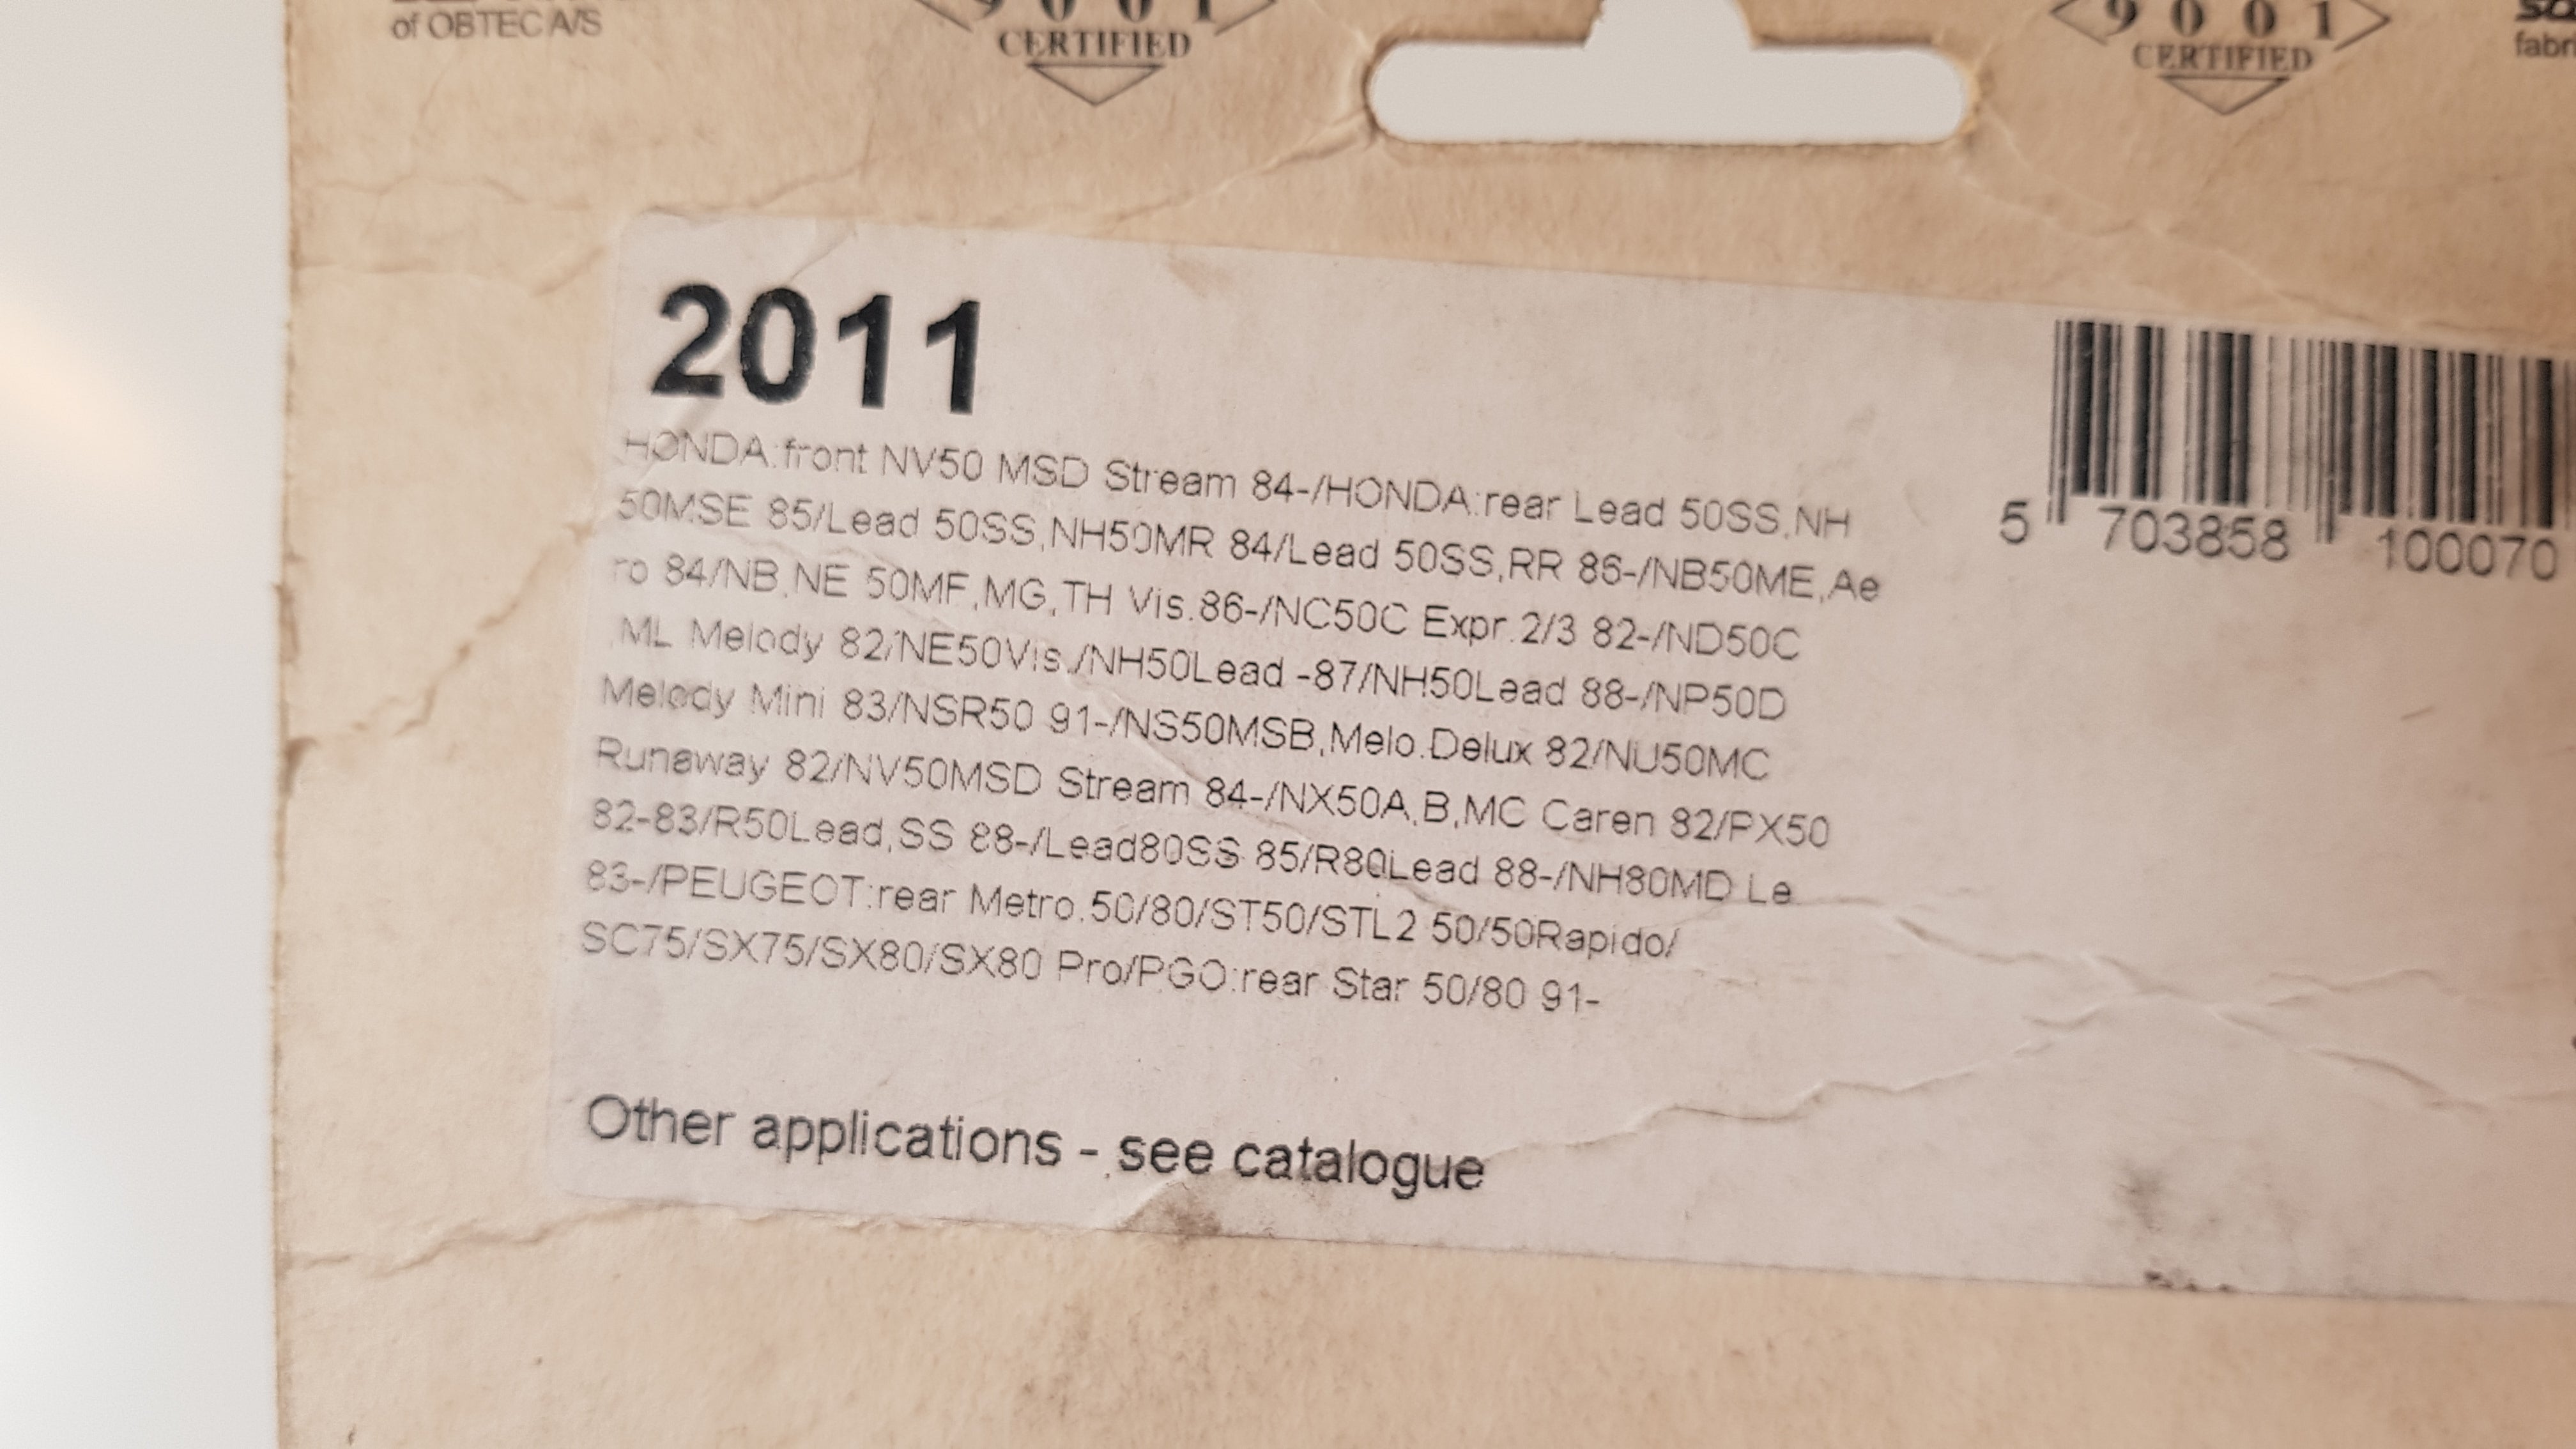 of OBTEC A/S
9001
CERTIFIED
9001
CERTIFIED
2011
HONDA:front NV50 MSD Stream 84-/HONDA:rear Lead 50SS,NH
50MSE 85/Lead 50SS,NH50MR 84/Lead 50SS,RR 86-/NB50ME,Ae
ro 84/NB,NE 50MF,MG,TH Vis.86-/NC50C Expr.2/3 82-/ND50C
,ML Melody 82/NE50Vis./NH50Lead -87/NH50Lead 88-/NP50D
Melody Mini 83/NSR50 91-/NS50MSB,Melo.Delux 82/NU50MC
Runaway 82/NV50MSD Stream 84-/NX50A,B,MC Caren 82/PX50
82-83/R50Lead,SS 88-/Lead80SS 85/R80Lead 88-/NH80MD Le
83-/PEUGEOT:rear Metro.50/80/ST50/STL2 50/50Rapido/
SC75/SX75/SX80/SX80 Pro/PGO:rear Star 50/80 91-
5 703858 100070
Other applications - see catalogue